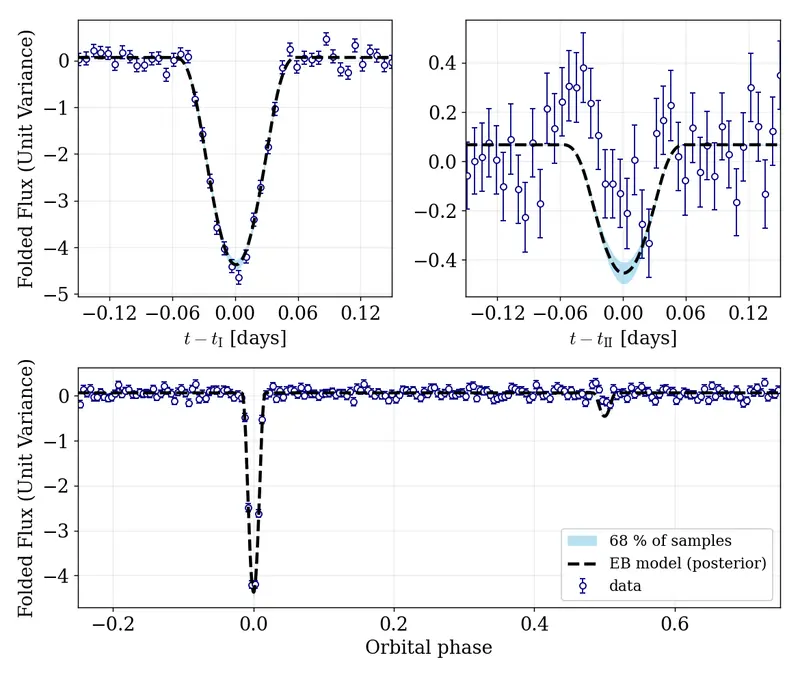 Folded Flux (Unit Variance)
0
−1
−2
−3
−4
−5
−0.12 −0.06 0.00 0.06 0.12
t − tI [days]
0.4
0.2
0.0
−0.2
−0.4
−0.12 −0.06 0.00 0.06 0.12
t − tII [days]
Folded Flux (Unit Variance)
0
−1
−2
−3
−4
68 % of samples
EB model (posterior)
data
−0.2 0.0 0.2 0.4 0.6
Orbital phase